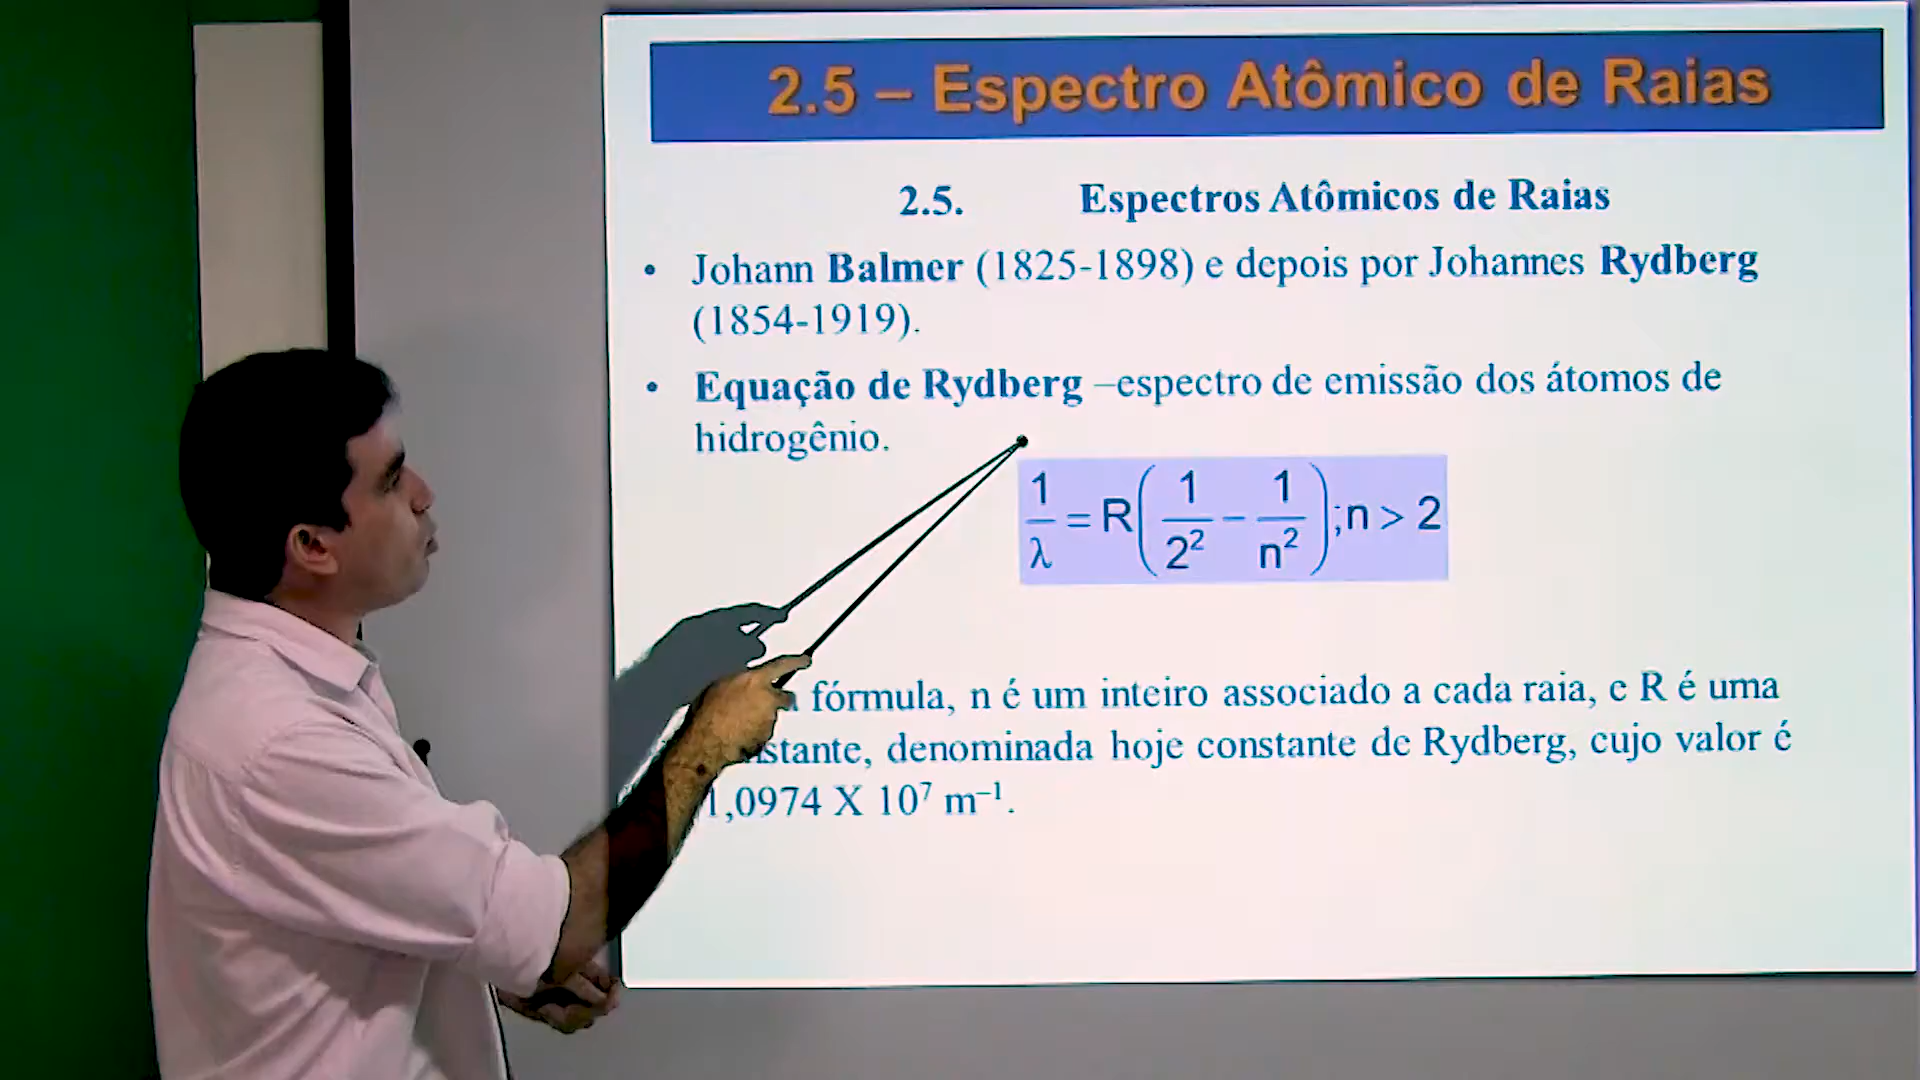 2.5 – Espectro Atômico de Raias
2.5. Espectros Atômicos de Raias
• Johann Balmer (1825-1898) e depois por Johannes Rydberg
(1854-1919).
• Equação de Rydberg –espectro de emissão dos átomos de
hidrogênio.
1/λ = R(1/2² − 1/n²);n > 2
fórmula, n é um inteiro associado a cada raia, e R é uma
stante, denominada hoje constante de Rydberg, cujo valor é
1,0974 X 10⁷ m⁻¹.